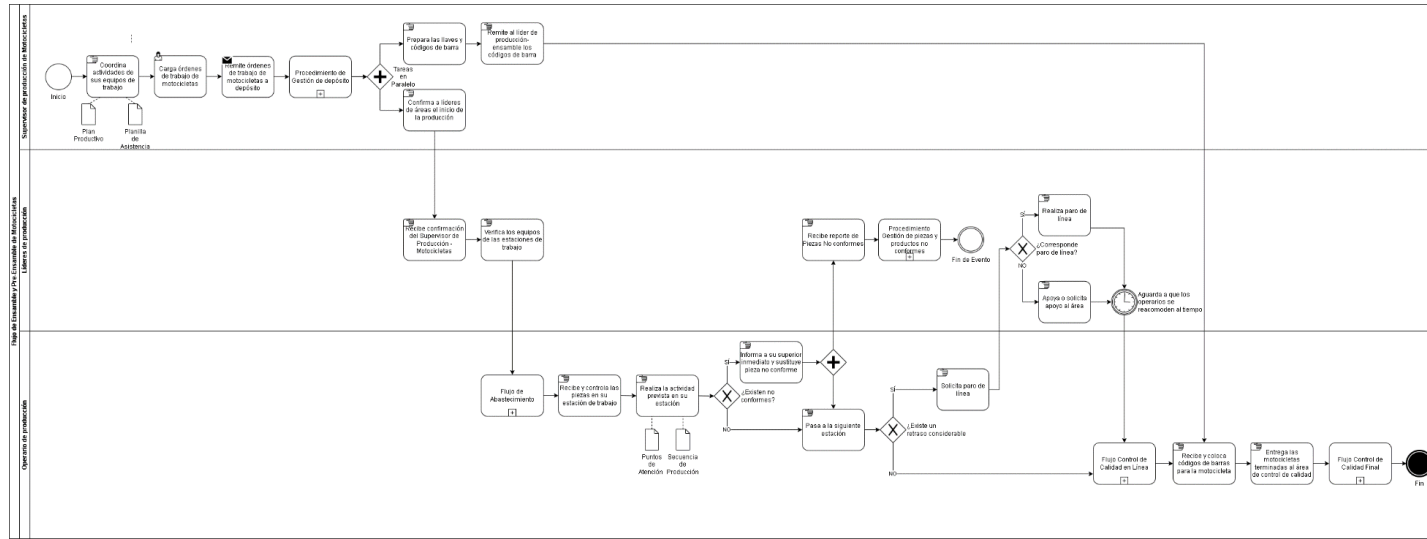 Flujo de Ensamble y Pre Ensamble de Motocicletas
Supervisor de producción de Motocicletas
Inicio
Coordina
actividades de
sus equipos de
trabajo
Plan
Productivo
Planilla
de
Asistencia
Carga órdenes
de trabajo de
motocicletas
Remite órdenes
de trabajo de
motocicletas a
depósito
Procedimiento de
Gestión de depósito
Tareas
en
Paralelo
Prepara las llaves y
códigos de barra
Remite al líder de
producción-
ensamble los
códigos de barra
Confirma a líderes
de áreas el inicio de
la producción
Líderes de producción
Recibe confirmación
del Supervisor de
Producción -
Motocicletas
Verifica los equipos
de las estaciones de
trabajo
Recibe reporte de
Piezas No conformes
Procedimiento
Gestión de piezas y
productos no
conformes
Fin de Evento
¿Corresponde
paro de línea?
SÍ
Realiza paro de
línea
NO
Apoya o solicita
apoyo al área
Aguarda a que los
operarios se
reacomoden al tiempo
Operario de producción
Flujo de
Abastecimiento
Recibe y controla las
piezas en su
estación de trabajo
Realiza la actividad
prevista en su
estación
Puntos
de
Atención
Secuencia
de
Producción
¿Existen no
conformes?
SÍ
Informa a su superior
inmediato y sustituye
pieza no conforme
NO
Pasa a la siguiente
estación
¿Existe un
retraso considerable
SÍ
Solicita paro de
línea
NO
Flujo Control de
Calidad en Línea
Recibe y coloca
códigos de barras
para la motocicleta
Entrega las
motocicletas
terminadas al área
de control de calidad
Flujo Control de
Calidad Final
Fin